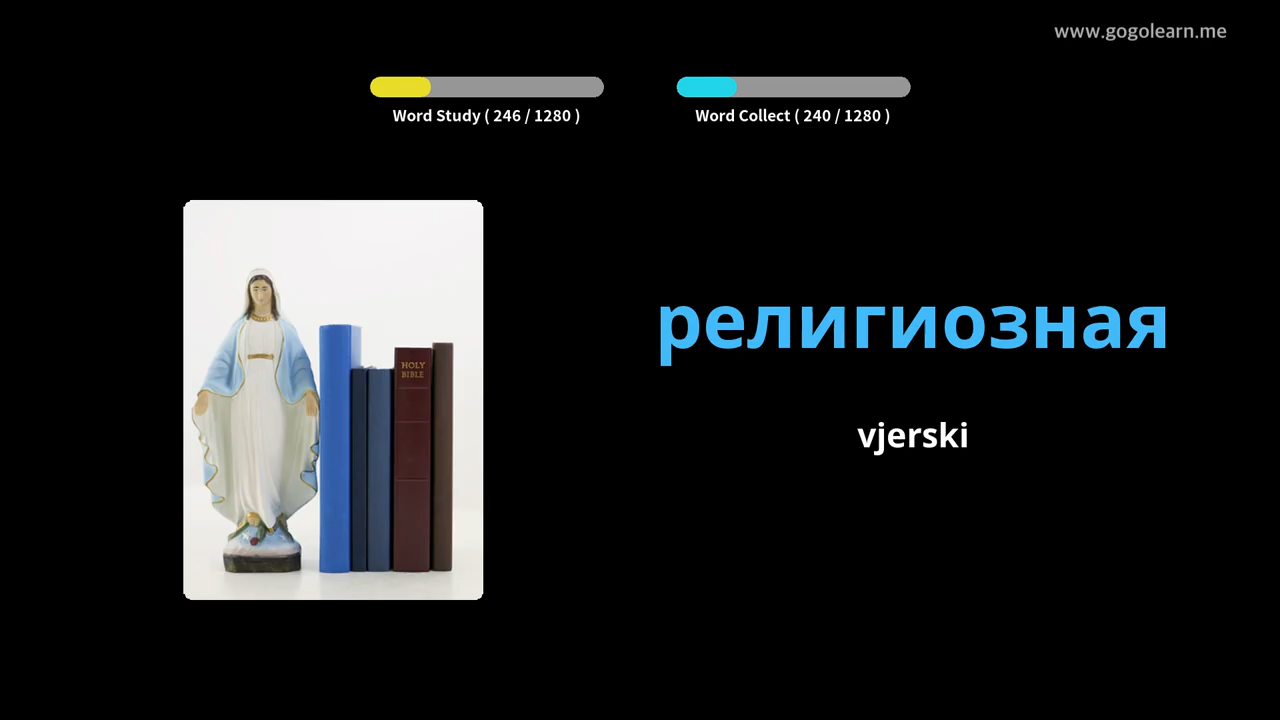 www.gogolearn.me
Word Study ( 246 / 1280 )
Word Collect ( 240 / 1280 )
HOLY
BIBLE
религиозная
vjerski